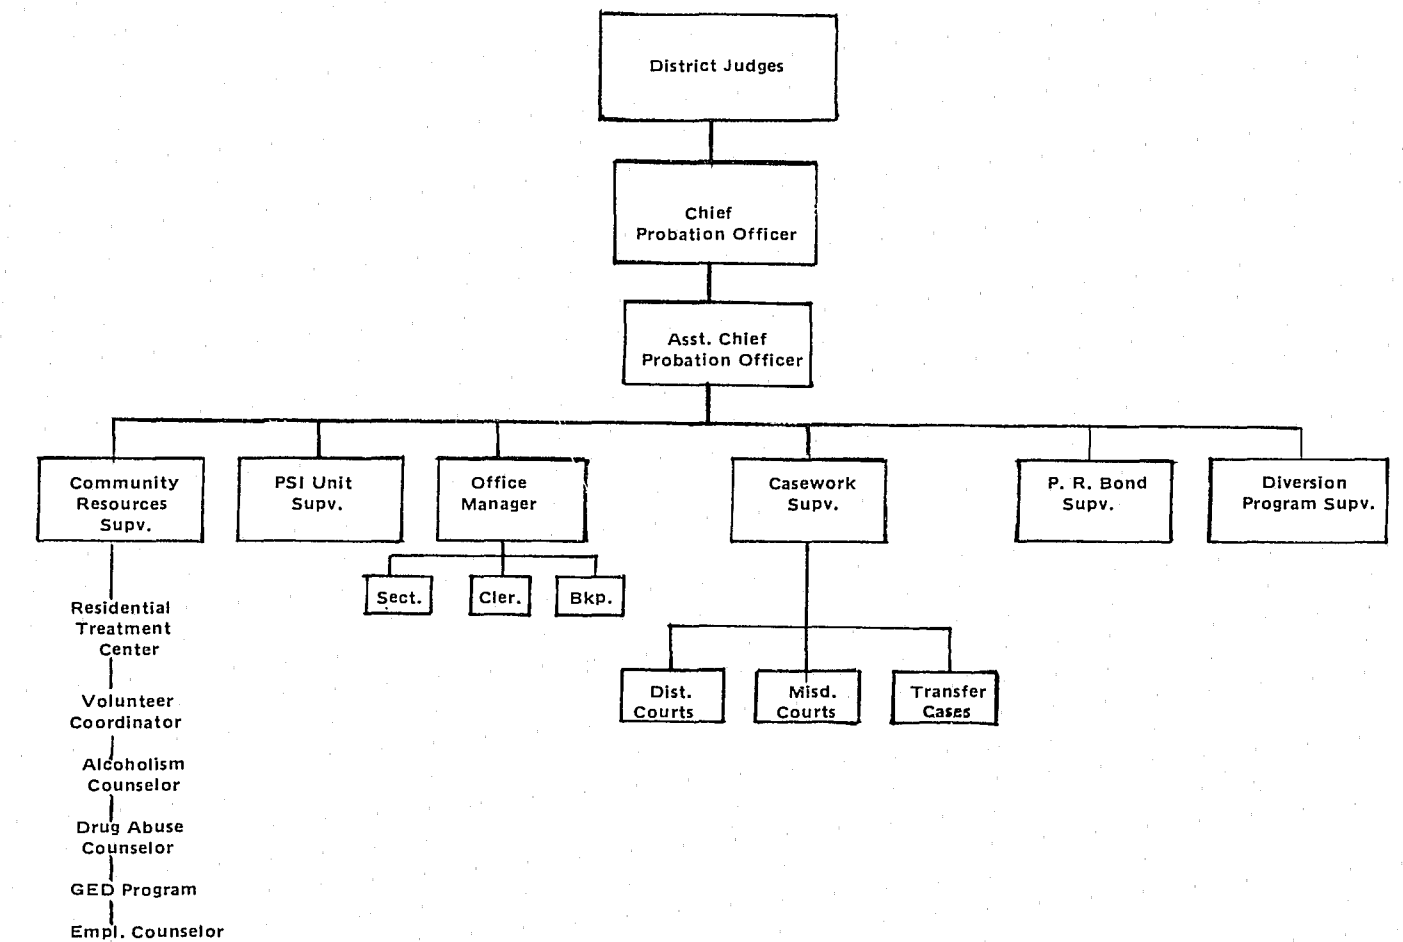 District Judges
Chief
Probation Officer
Asst. Chief
Probation Officer
Community
Resources
Supv.
PSI Unit
Supv.
Office
Manager
Casework
Supv.
P. R. Bond
Supv.
Diversion
Program Supv.
Sect.
Cler.
Bkp.
Residential
Treatment
Center
Volunteer
Coordinator
Alcoholism
Counselor
Drug Abuse
Counselor
GED Program
Empl. Counselor
Dist.
Courts
Misd.
Courts
Transfer
Cases